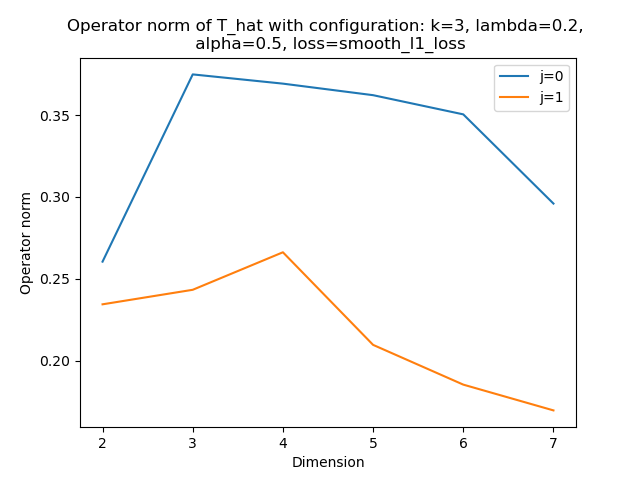 Operator norm of T_hat with configuration: k=3, lambda=0.2,
alpha=0.5, loss=smooth_l1_loss
j=0
j=1
Operator norm
0.35
0.30
0.25
0.20
2 3 4 5 6 7
Dimension